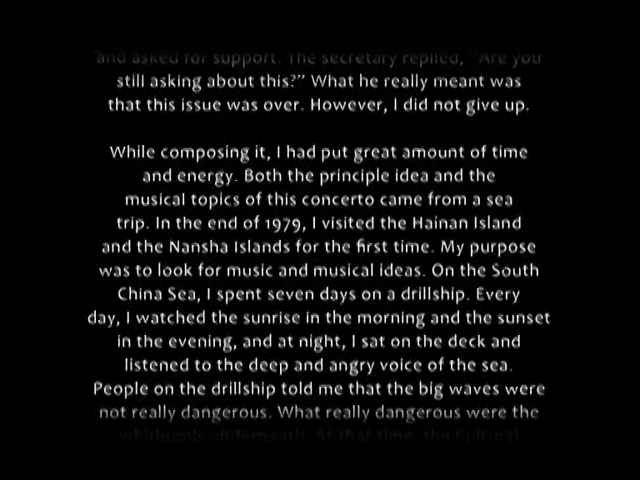 and asked for support. The secretary replied, "Are you
still asking about this?" What he really meant was
that this issue was over. However, I did not give up.
While composing it, I had put great amount of time
and energy. Both the principle idea and the
musical topics of this concerto came from a sea
trip. In the end of 1979, I visited the Hainan Island
and the Nansha Islands for the first time. My purpose
was to look for music and musical ideas. On the South
China Sea, I spent seven days on a drillship. Every
day, I watched the sunrise in the morning and the sunset
in the evening, and at night, I sat on the deck and
listened to the deep and angry voice of the sea.
People on the drillship told me that the big waves were
not really dangerous. What really dangerous were the
underneath. At that time, the Cultural